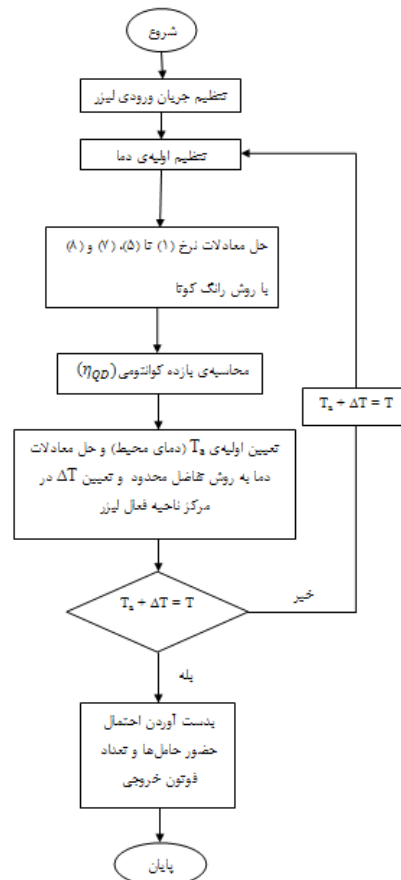 شروع
تنظیم جریان ورودی لیزر
تنظیم اولیه‌ی دما
حل معادلات نرخ (۱) تا (۵)، (۷) و (۸)
با روش رانگ کوتا
محاسبه‌ی بازده کوانتومی (η_QD)
T_a + ΔT = T
تعیین اولیه‌ی T_a (دمای محیط) و حل معادلات
دما به روش تفاضل محدود و تعیین ΔT در
مرکز ناحیه فعال لیزر
T_a + ΔT = T
خیر
بله
بدست آوردن احتمال
حضور حامل‌ها و تعداد
فوتون خروجی
پایان